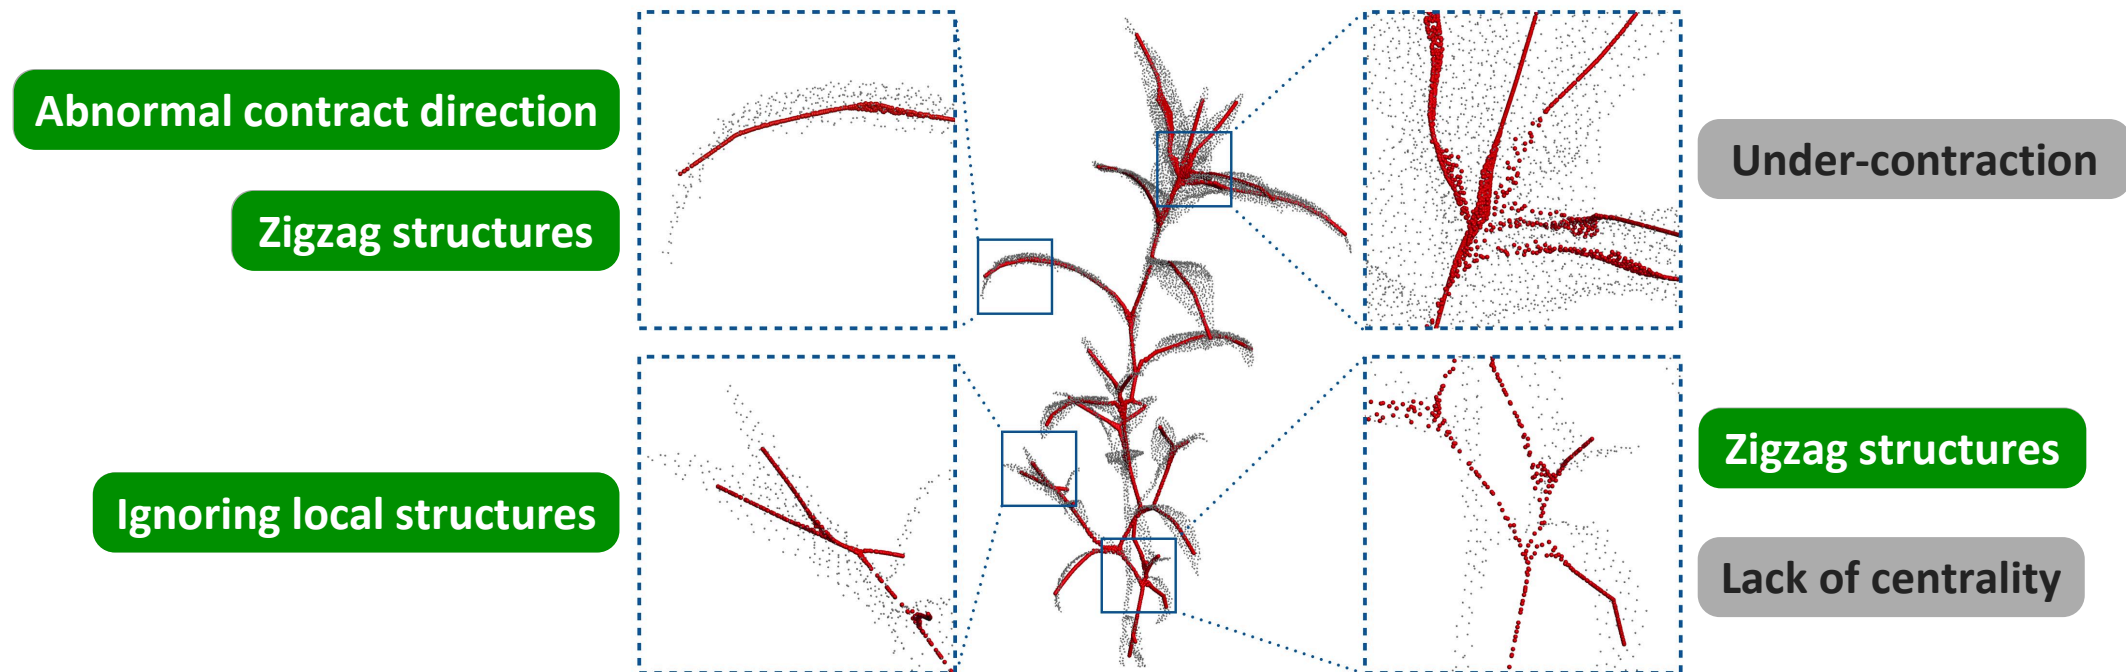 Abnormal contract direction
Zigzag structures
Ignoring local structures
Under-contraction
Zigzag structures
Lack of centrality